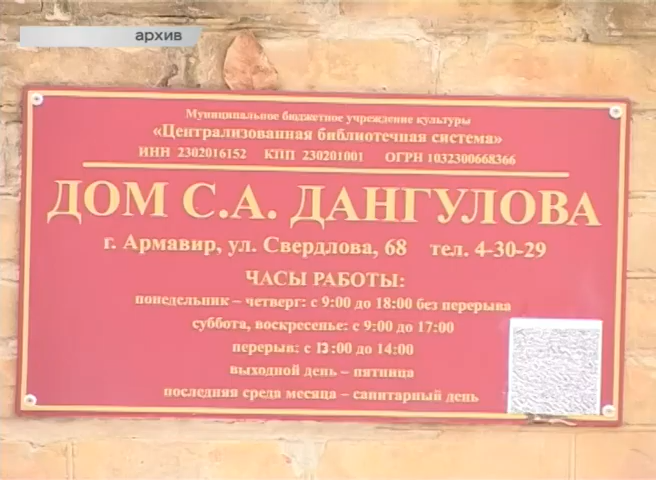 архив
Муниципальное бюджетное учреждение культуры
«Централизованная библиотечная система»
ИНН 2302016152 КПП 230201001 ОГРН 1032300668366
ДОМ С.А. ДАНГУЛОВА
г. Армавир, ул. Свердлова, 68 тел. 4-30-29
ЧАСЫ РАБОТЫ:
понедельник – четверг: с 9:00 до 18:00 без перерыва
суббота, воскресенье: с 9:00 до 17:00
перерыв: с 13:00 до 14:00
выходной день – пятница
последняя среда месяца – санитарный день